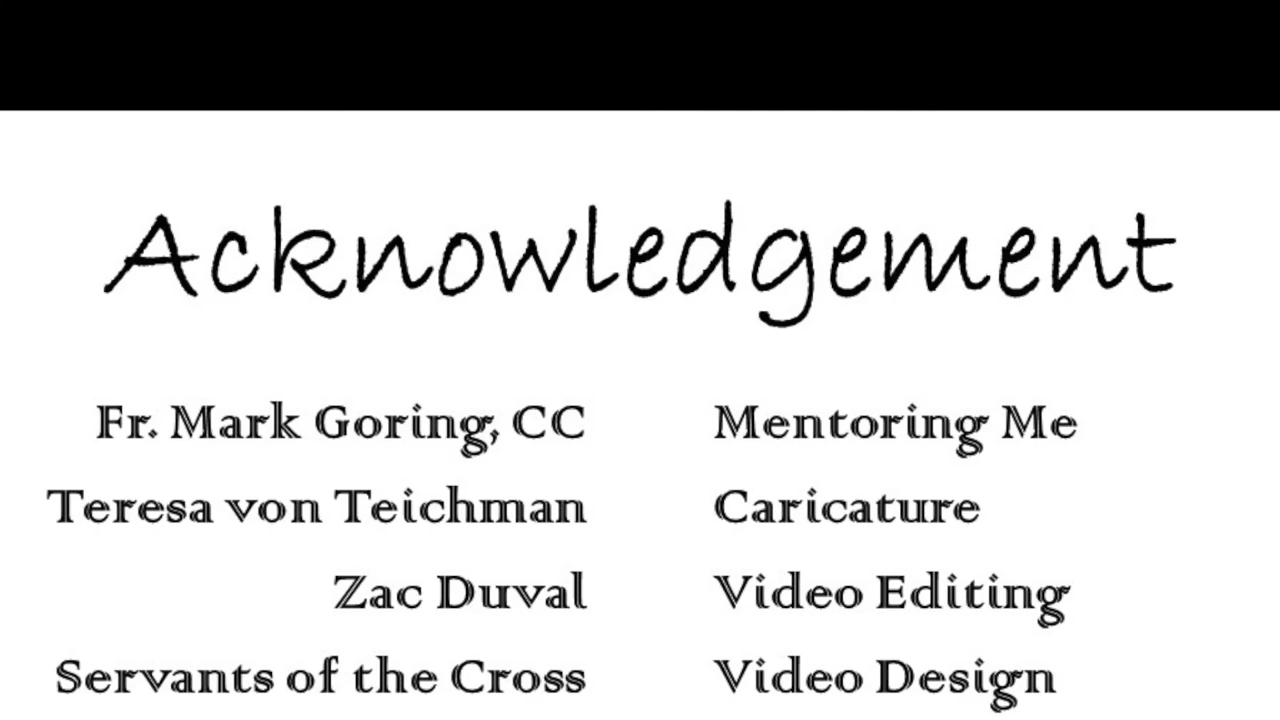 Acknowledgement
Fr. Mark Goring, CC Mentoring Me
Teresa von Teichman Caricature
Zac Duval Video Editing
Servants of the Cross Video Design